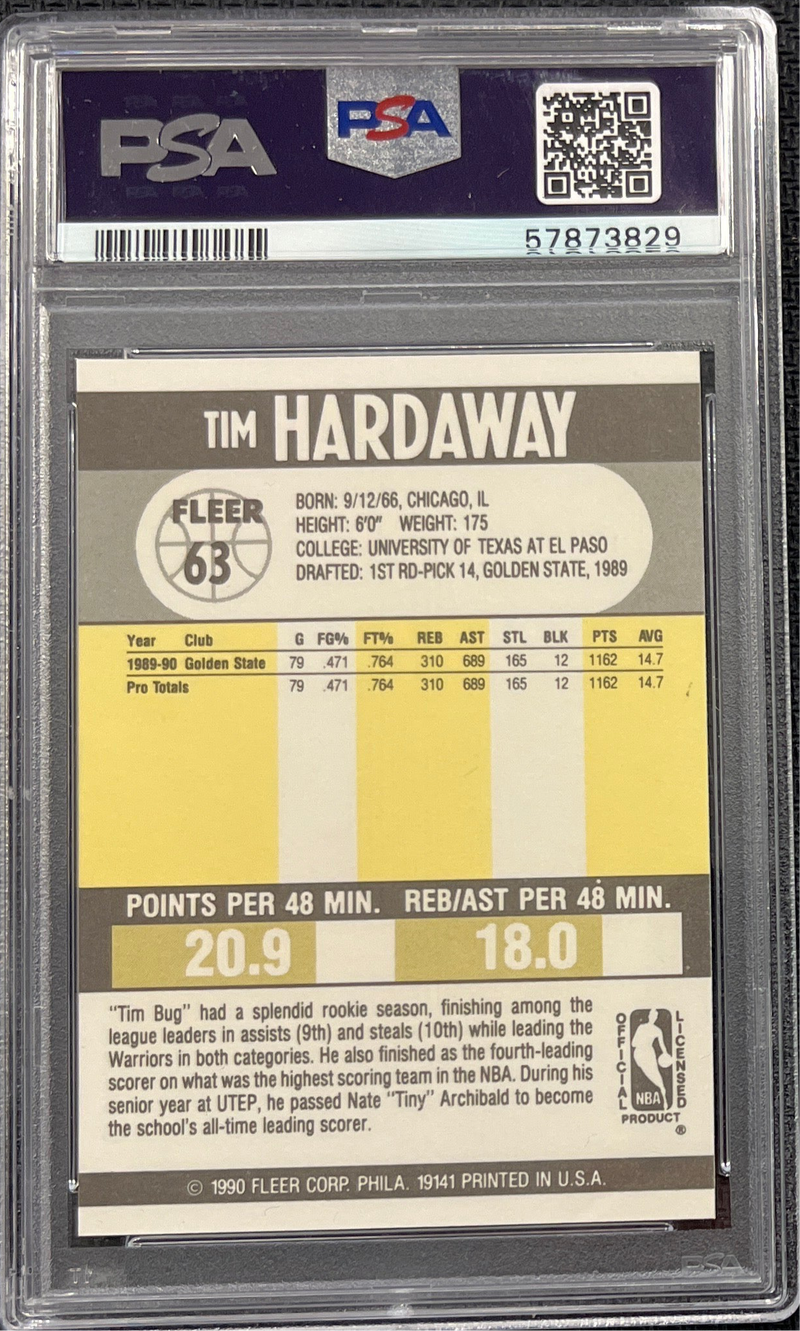 PSA
PSA
57873829
TIM HARDAWAY
FLEER
63
BORN: 9/12/66, CHICAGO, IL
HEIGHT: 6'0" WEIGHT: 175
COLLEGE: UNIVERSITY OF TEXAS AT EL PASO
DRAFTED: 1ST RD-PICK 14, GOLDEN STATE, 1989
Year Club G FG% FT% REB AST STL BLK PTS AVG
1989-90 Golden State 79 .471 .764 310 689 165 12 1162 14.7
Pro Totals 79 .471 .764 310 689 165 12 1162 14.7
POINTS PER 48 MIN. REB/AST PER 48 MIN.
20.9 18.0
"Tim Bug" had a splendid rookie season, finishing among the
league leaders in assists (9th) and steals (10th) while leading the
Warriors in both categories. He also finished as the fourth-leading
scorer on what was the highest scoring team in the NBA. During his
senior year at UTEP, he passed Nate "Tiny" Archibald to become
the school's all-time leading scorer.
OFFICIAL
LICENSED
NBA
PRODUCT
®
© 1990 FLEER CORP. PHILA. 19141 PRINTED IN U.S.A.
PSA